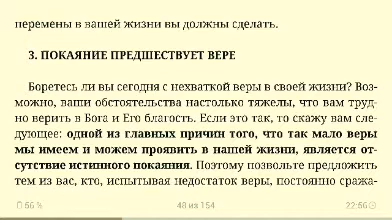 перемены в вашей жизни вы должны сделать.
3. ПОКАЯНИЕ ПРЕДШЕСТВУЕТ ВЕРЕ
Боретесь ли вы сегодня с нехваткой веры в своей жизни? Воз-
можно, ваши обстоятельства настолько тяжелы, что вам труд-
но верить в Бога и Его благость. Если это так, то скажу вам сле-
дующее: одной из главных причин того, что так мало веры
мы имеем и можем проявить в нашей жизни, является от-
сутствие истинного покаяния. Поэтому позвольте предложить
тем из вас, кто, испытывая недостаток веры, постоянно сража-
66 % 48 из 154 22:56